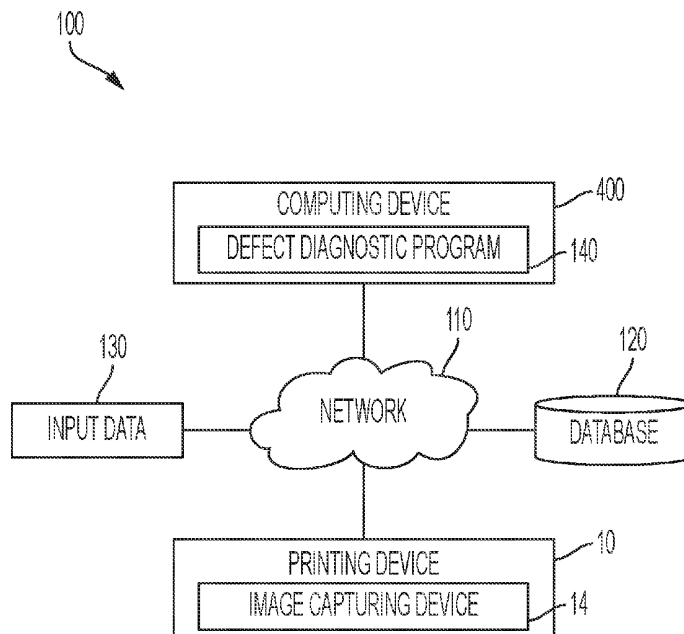 100
COMPUTING DEVICE
400
DEFECT DIAGNOSTIC PROGRAM
140
130
110
120
INPUT DATA
NETWORK
DATABASE
PRINTING DEVICE
10
IMAGE CAPTURING DEVICE
14